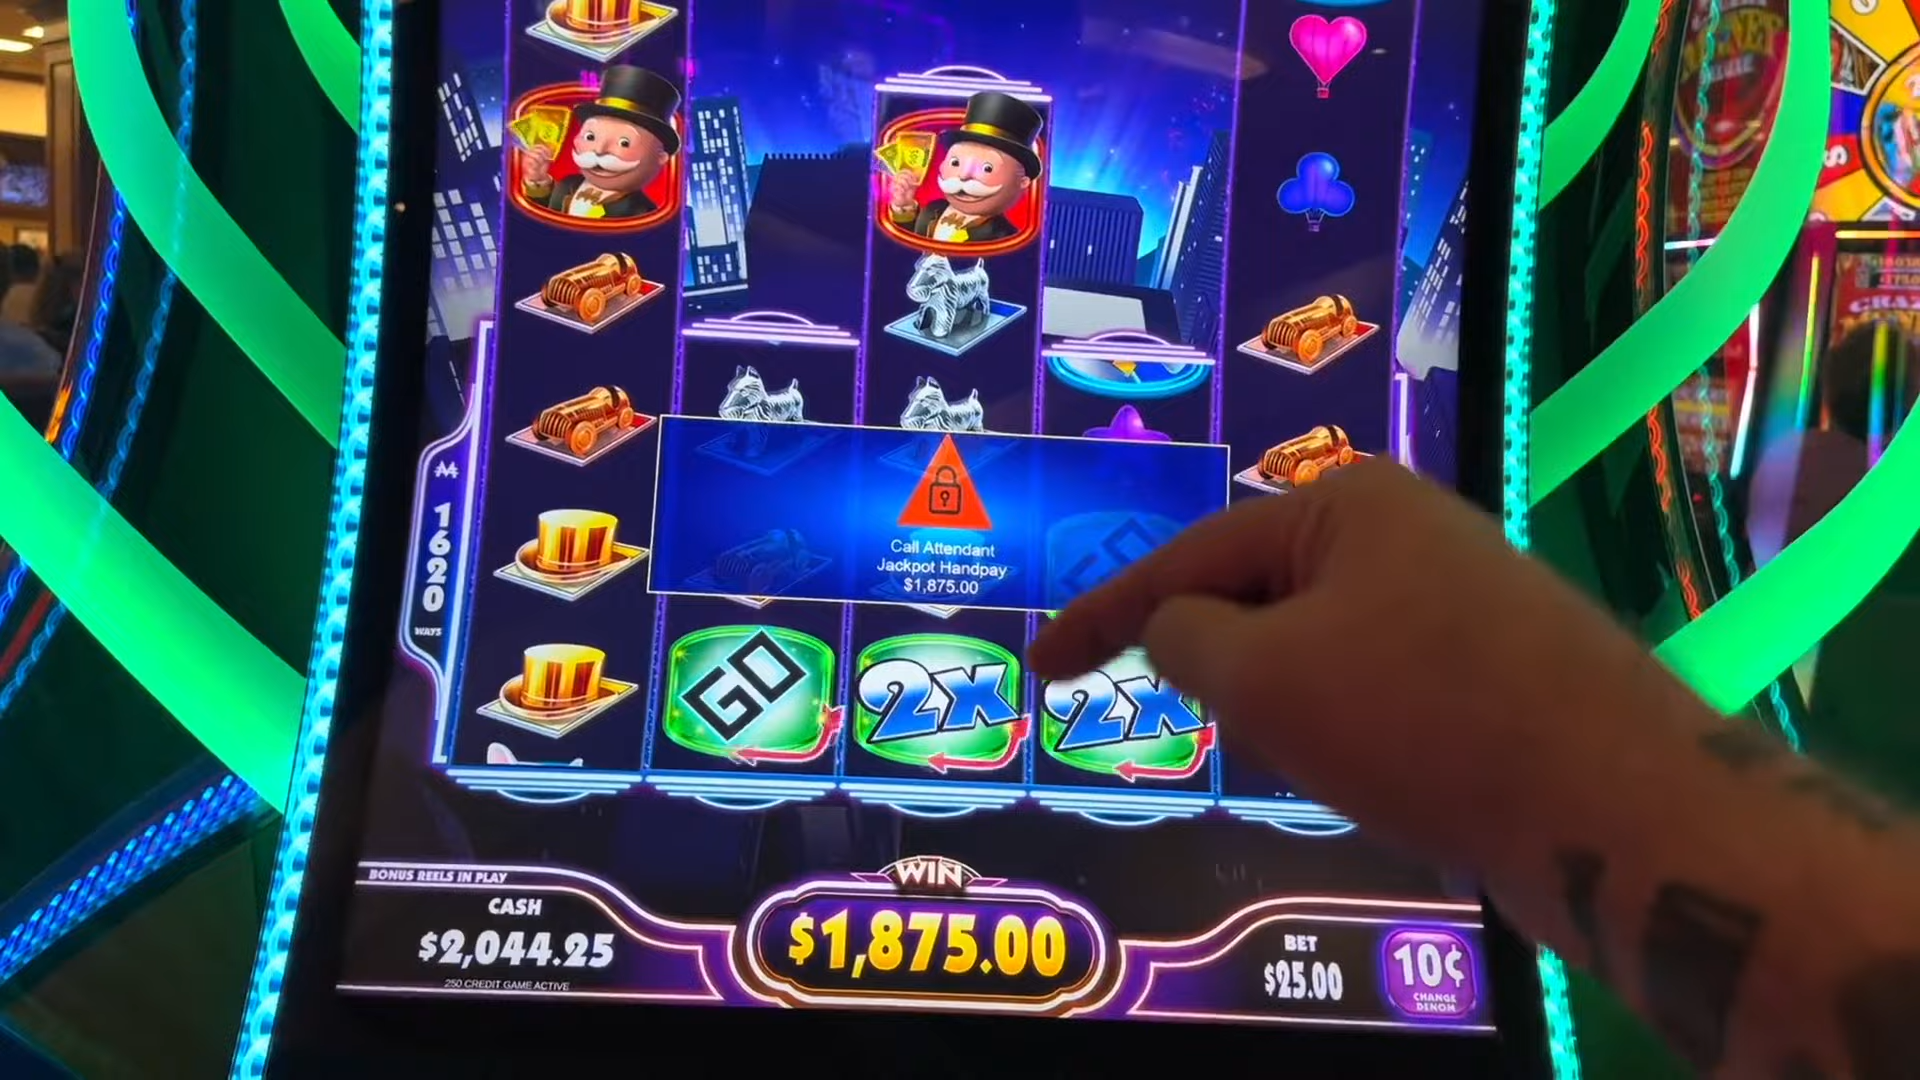 1620
WAYS
Call Attendant
Jackpot Handpay
$1,875.00
GO
2X
2X
BONUS REELS IN PLAY
CASH
$2,044.25
250 CREDIT GAME ACTIVE
WIN
$1,875.00
BET
$25.00
10¢
CHANGE
DENOM